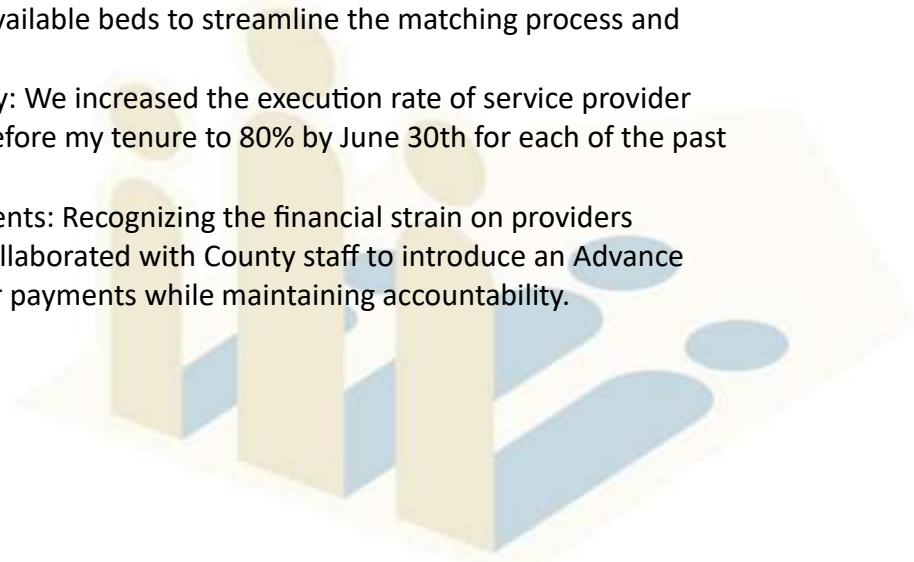 vailable beds to streamline the matching process and
y: We increased the execution rate of service provider
efore my tenure to 80% by June 30th for each of the past
ents: Recognizing the financial strain on providers
ollaborated with County staff to introduce an Advance
r payments while maintaining accountability.